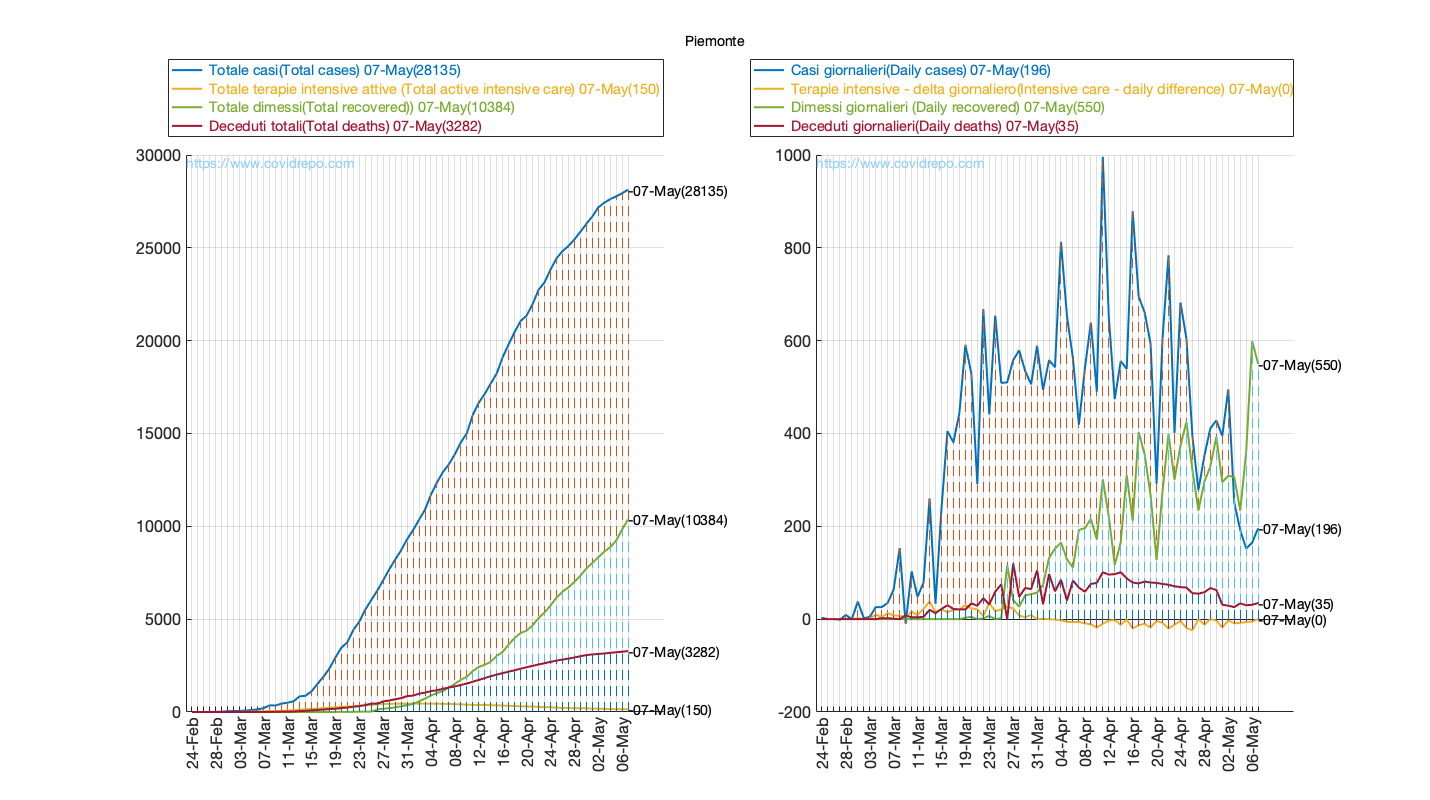 Piemonte
Totale casi(Total cases) 07-May(28135)
Totale terapie intensive attive (Total active intensive care) 07-May(150)
Totale dimessi(Total recovered)) 07-May(10384)
Deceduti totali(Total deaths) 07-May(3282)
Casi giornalieri(Daily cases) 07-May(196)
Terapie intensive - delta giornaliero(Intensive care - daily difference) 07-May(0)
Dimessi giornalieri (Daily recovered) 07-May(550)
Deceduti giornalieri(Daily deaths) 07-May(35)
https://www.covidrepo.com
30000
25000
20000
15000
10000
5000
0
-07-May(28135)
-07-May(10384)
-07-May(3282)
-07-May(150)
24-Feb
28-Feb
03-Mar
07-Mar
11-Mar
15-Mar
19-Mar
23-Mar
27-Mar
31-Mar
04-Apr
08-Apr
12-Apr
16-Apr
20-Apr
24-Apr
28-Apr
02-May
06-May
https://www.covidrepo.com
1000
800
600
400
200
0
-200
-07-May(550)
-07-May(196)
-07-May(35)
-07-May(0)
24-Feb
28-Feb
03-Mar
07-Mar
11-Mar
15-Mar
19-Mar
23-Mar
27-Mar
31-Mar
04-Apr
08-Apr
12-Apr
16-Apr
20-Apr
24-Apr
28-Apr
02-May
06-May